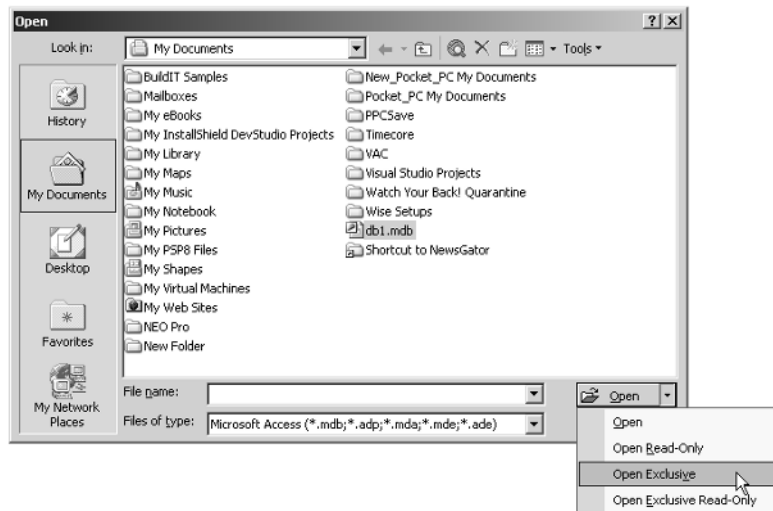 Open
Look in:
My Documents
Tools
History
My Documents
Desktop
Favorites
My Network
Places
BuildIT Samples
Mailboxes
My eBooks
My InstallShield DevStudio Projects
My Library
My Maps
My Music
My Notebook
My Pictures
My PSP8 Files
My Shapes
My Virtual Machines
My Web Sites
NEO Pro
New Folder
New_Pocket_PC My Documents
Pocket_PC My Documents
PPCSave
Timecore
VAC
Visual Studio Projects
Watch Your Back! Quarantine
Wise Setups
db1.mdb
Shortcut to NewsGator
File name:
Open
Files of type:
Microsoft Access (*.mdb;*.adp;*.mda;*.mde;*.ade)
Open
Open Read-Only
Open Exclusive
Open Exclusive Read-Only